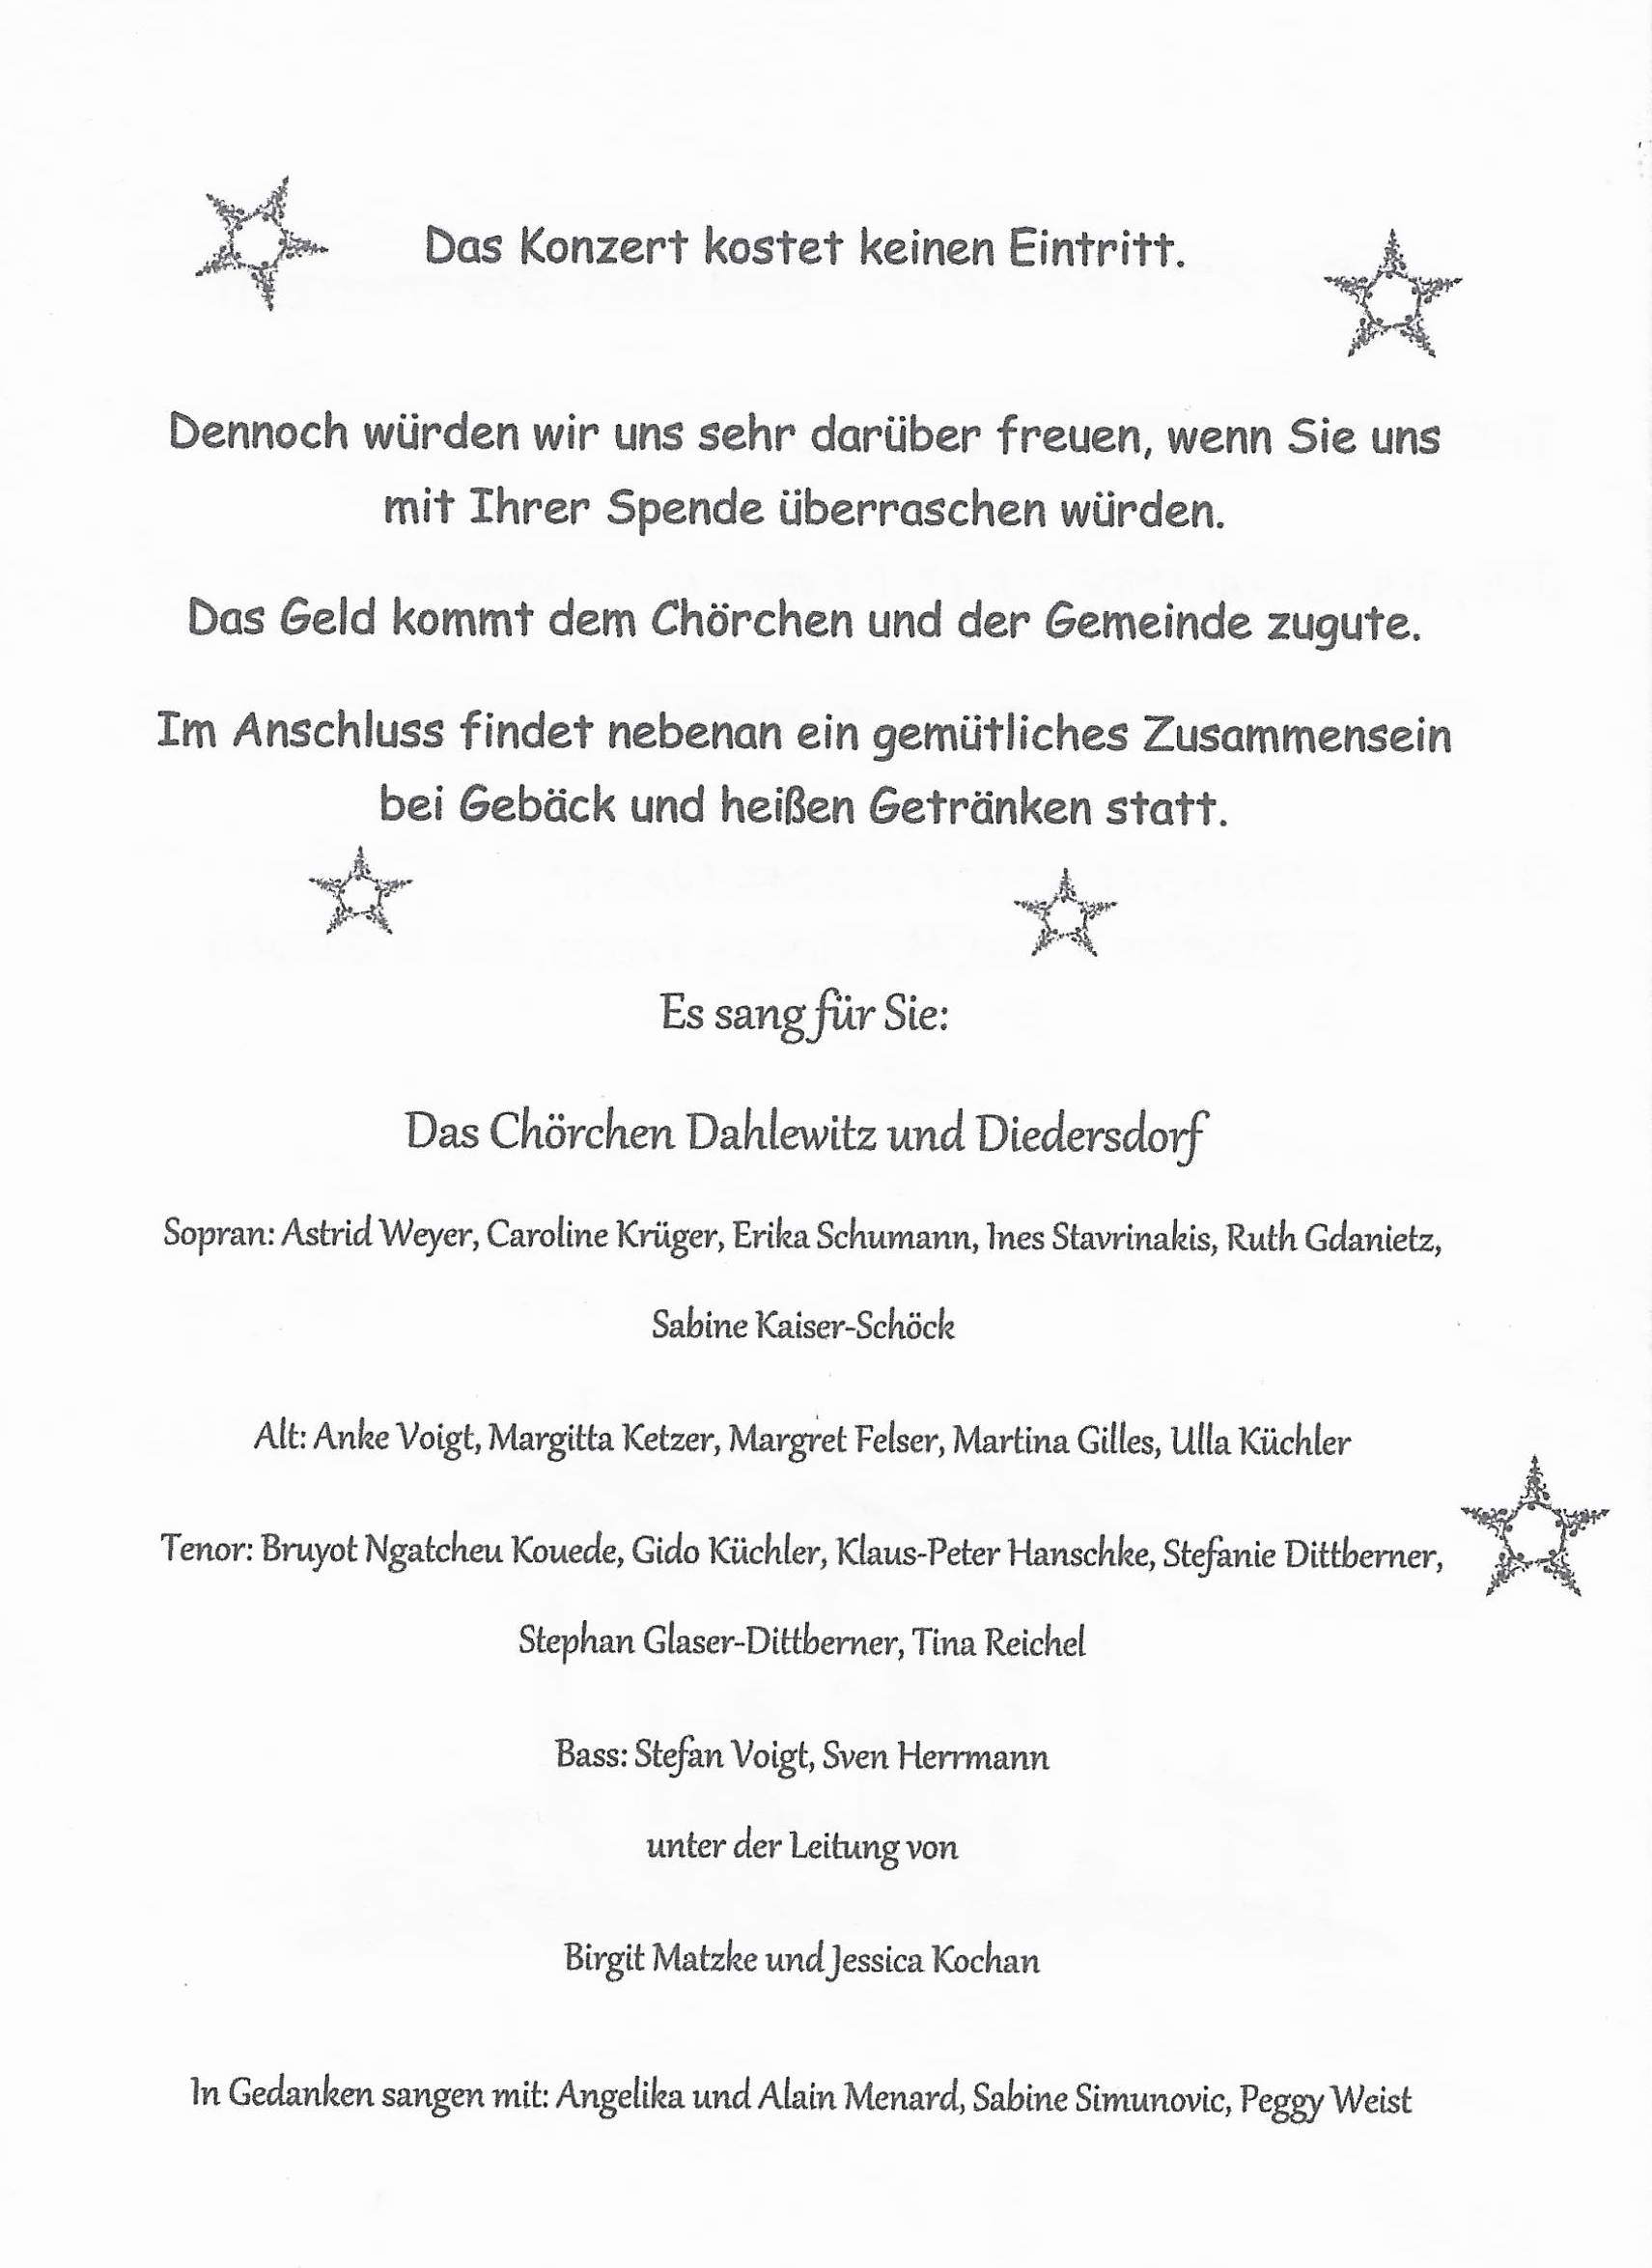 Das Konzert kostet keinen Eintritt.
Dennoch würden wir uns sehr darüber freuen, wenn Sie uns
mit Ihrer Spende überraschen würden.
Das Geld kommt dem Chörchen und der Gemeinde zugute.
Im Anschluss findet nebenan ein gemütliches Zusammensein
bei Gebäck und heißen Getränken statt.
Es sang für Sie:
Das Chörchen Dahlewitz und Diedersdorf
Sopran: Astrid Weyer, Caroline Krüger, Erika Schumann, Ines Stavrinakis, Ruth Gdanietz,
Sabine Kaiser-Schöck
Alt: Anke Voigt, Margitta Ketzer, Margret Felser, Martina Gilles, Ulla Küchler
Tenor: Bruyot Ngatcheu Kouede, Gido Küchler, Klaus-Peter Hanschke, Stefanie Dittberner,
Stephan Glaser-Dittberner, Tina Reichel
Bass: Stefan Voigt, Sven Herrmann
unter der Leitung von
Birgit Matzke und Jessica Kochan
In Gedanken sangen mit: Angelika und Alain Menard, Sabine Simunovic, Peggy Weist